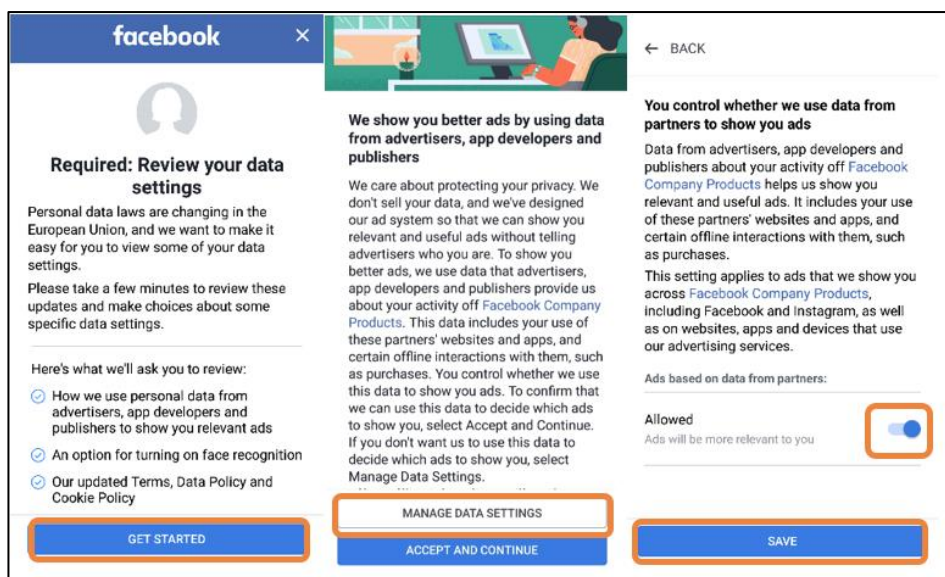 facebook
×
Required: Review your data
settings
Personal data laws are changing in the
European Union, and we want to make it
easy for you to view some of your data
settings.
Please take a few minutes to review these
updates and make choices about some
specific data settings.
Here's what we'll ask you to review:
How we use personal data from
advertisers, app developers and
publishers to show you relevant ads
An option for turning on face recognition
Our updated Terms, Data Policy and
Cookie Policy
GET STARTED
We show you better ads by using data
from advertisers, app developers and
publishers
We care about protecting your privacy. We
don't sell your data, and we've designed
our ad system so that we can show you
relevant and useful ads without telling
advertisers who you are. To show you
better ads, we use data that advertisers,
app developers and publishers provide us
about your activity off Facebook Company
Products. This data includes your use of
these partners' websites and apps, and
certain offline interactions with them, such
as purchases. You control whether we use
this data to show you ads. To confirm that
we can use this data to decide which ads
to show you, select Accept and Continue.
If you don't want us to use this data to
decide which ads to show you, select
Manage Data Settings.
MANAGE DATA SETTINGS
ACCEPT AND CONTINUE
← BACK
You control whether we use data from
partners to show you ads
Data from advertisers, app developers and
publishers about your activity off Facebook
Company Products helps us show you
relevant and useful ads. It includes your use
of these partners' websites and apps, and
certain offline interactions with them, such
as purchases.
This setting applies to ads that we show you
across Facebook Company Products,
including Facebook and Instagram, as well
as on websites, apps and devices that use
our advertising services.
Ads based on data from partners:
Allowed
Ads will be more relevant to you
SAVE